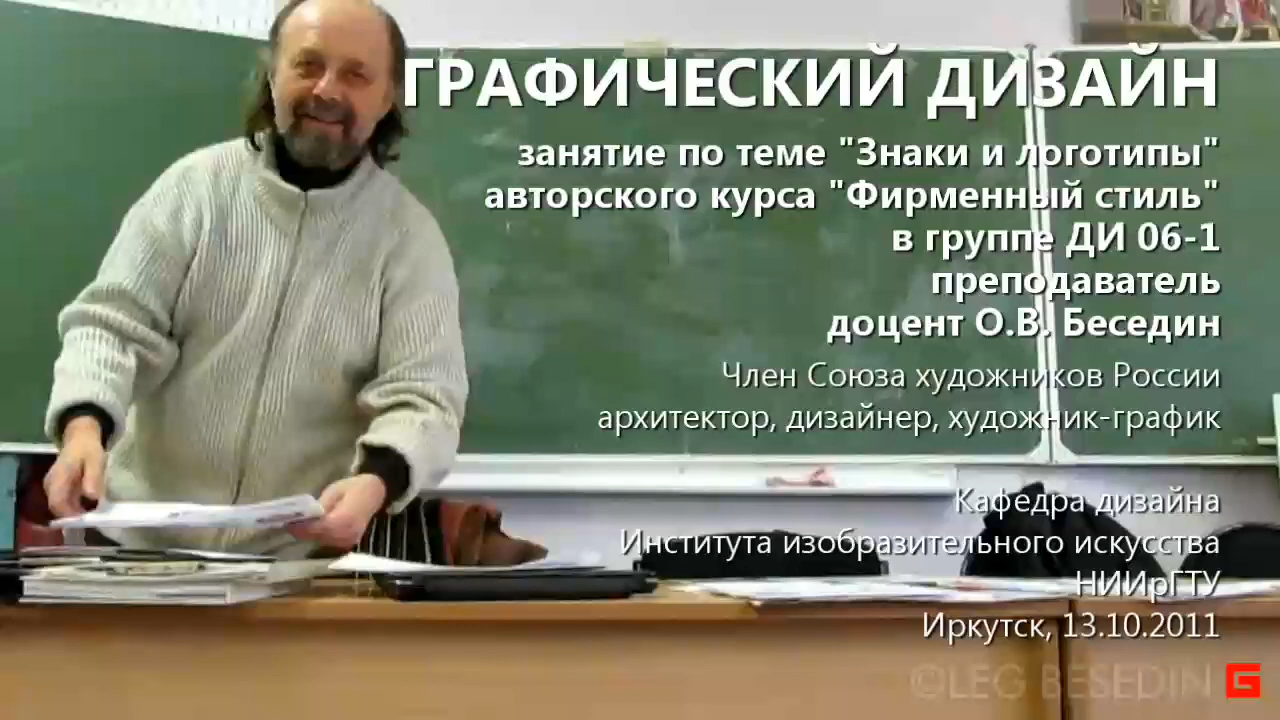 ГРАФИЧЕСКИЙ ДИЗАЙН
занятие по теме "Знаки и логотипы"
авторского курса "Фирменный стиль"
в группе ДИ 06-1
преподаватель
доцент О.В. Беседин
Член Союза художников России
архитектор, дизайнер, художник-график
Кафедра дизайна
Института изобразительного искусства
НИИрГТУ
Иркутск, 13.10.2011
©LEG BESEDIN